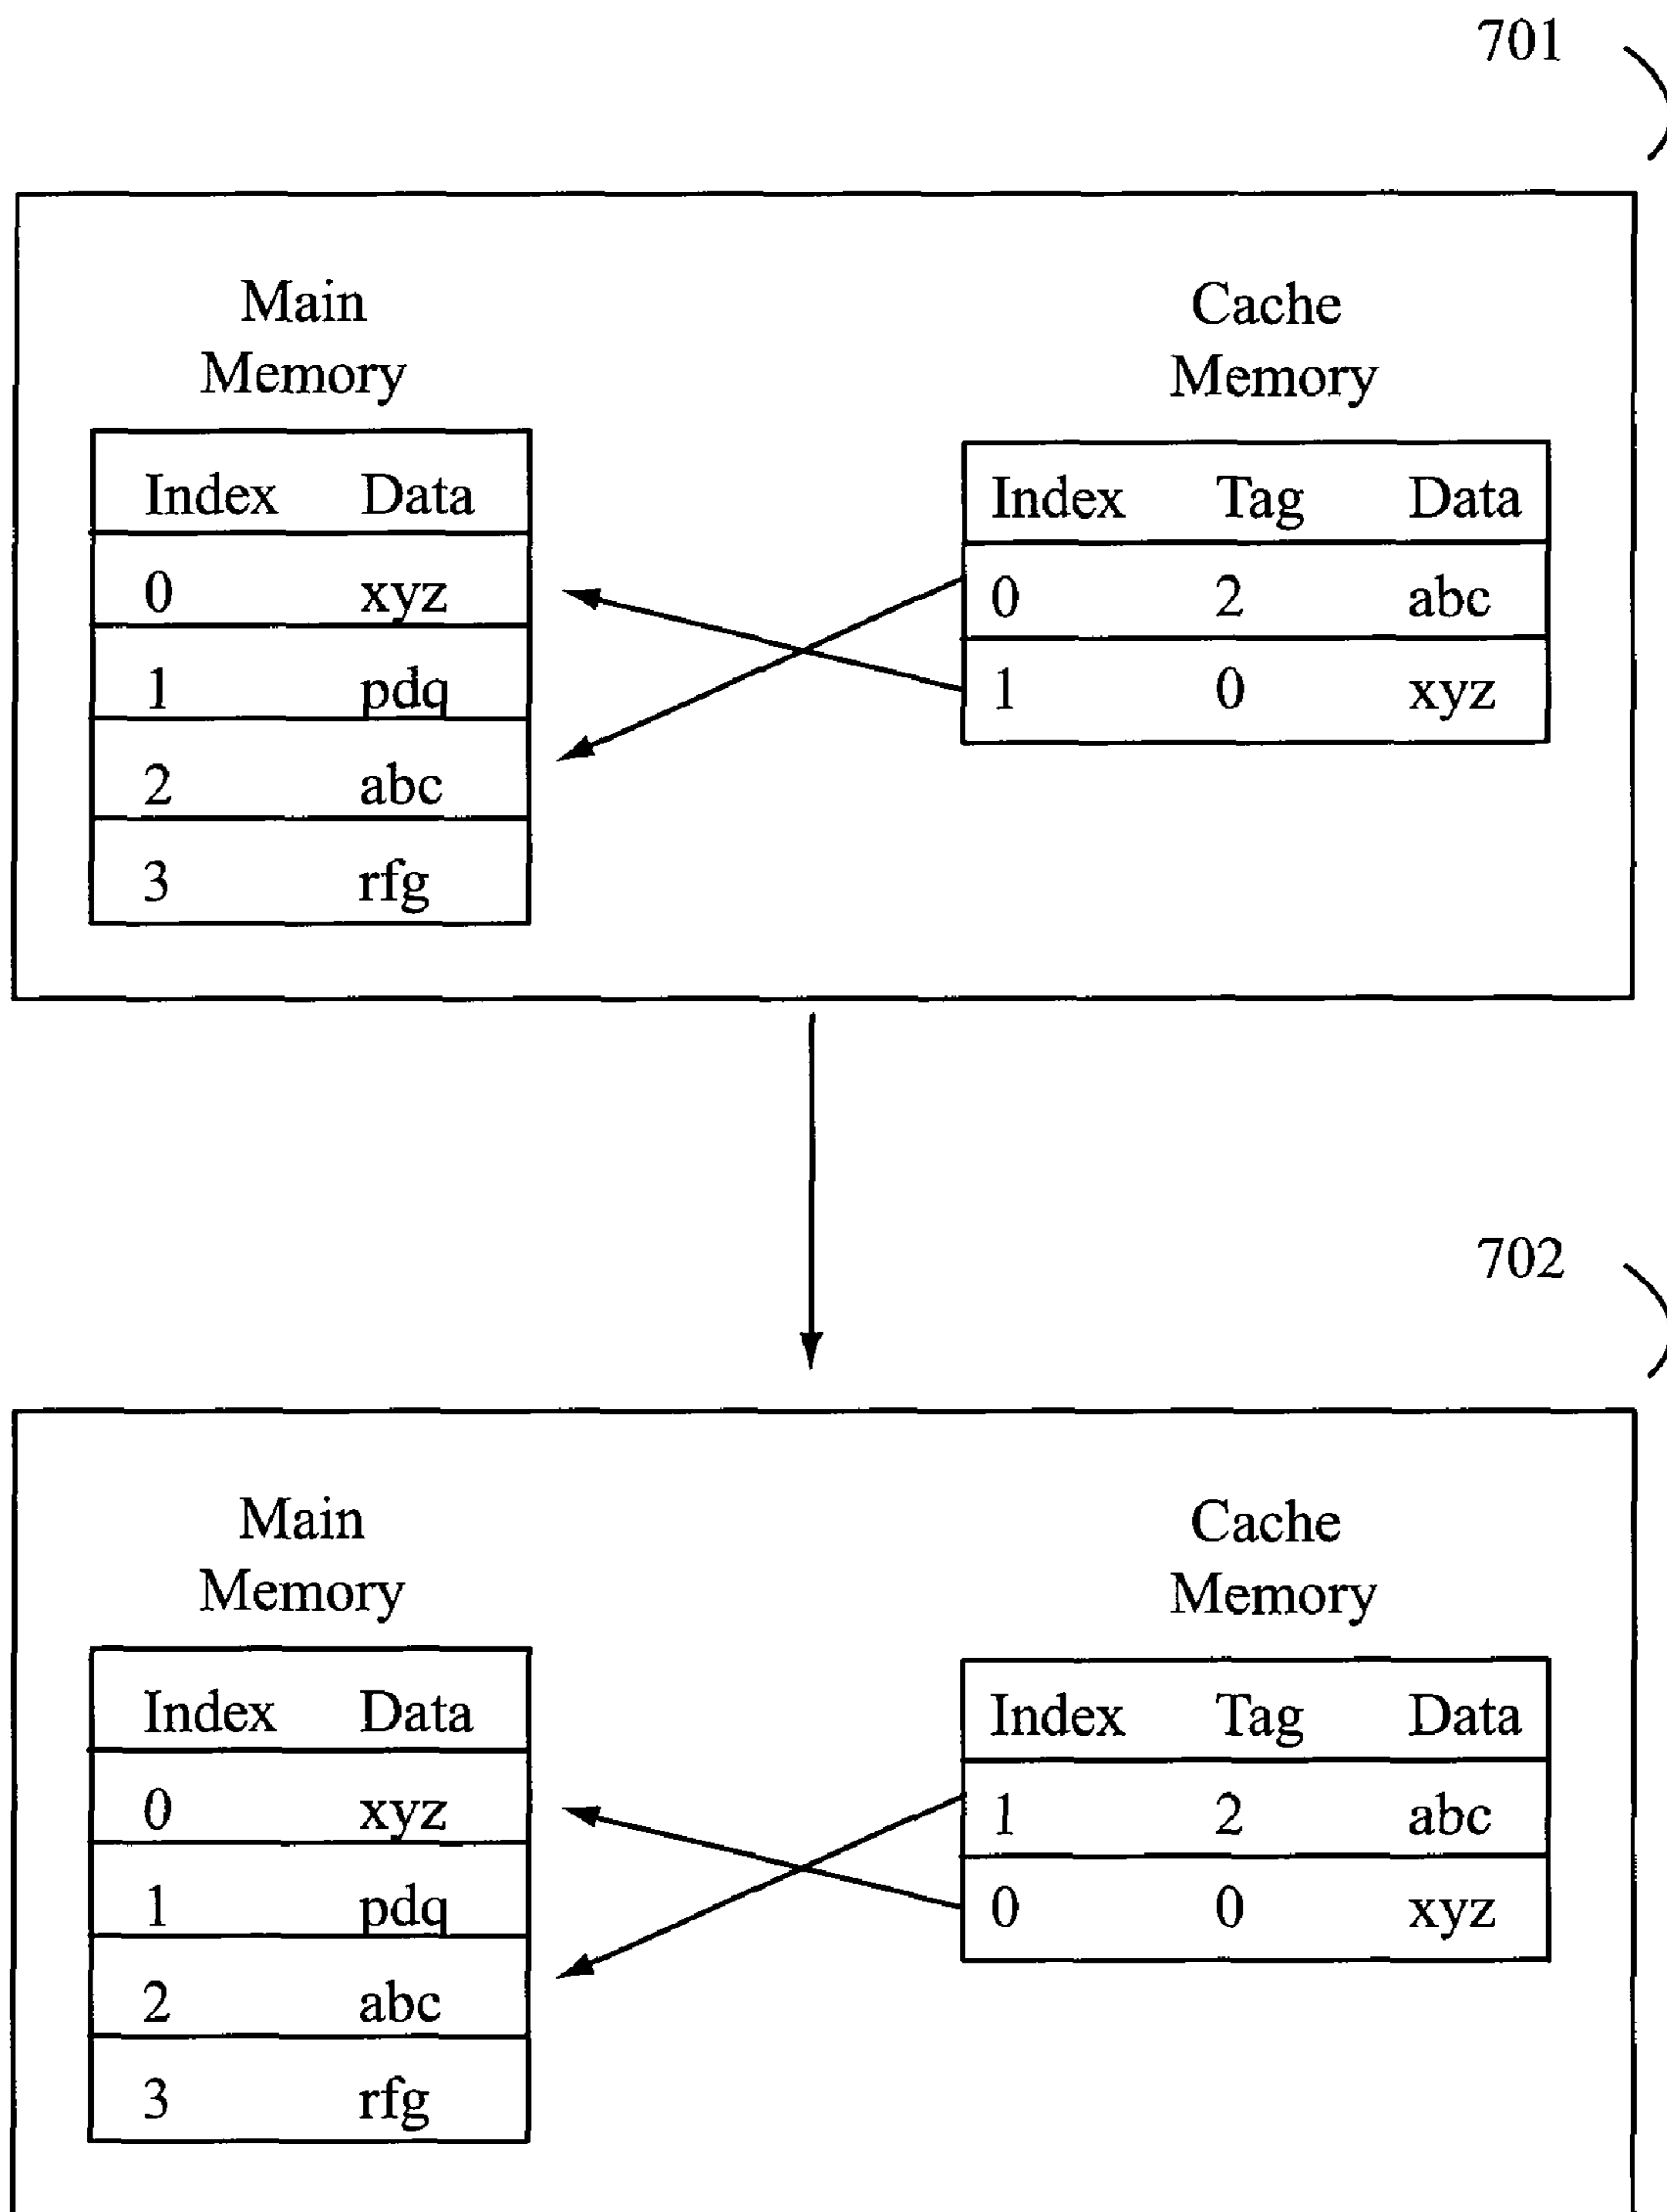 701
Main
Memory
Index Data
0 xyz
1 pdq
2 abc
3 rfg
Cache
Memory
Index Tag Data
0 2 abc
1 0 xyz
702
Main
Memory
Index Data
0 xyz
1 pdq
2 abc
3 rfg
Cache
Memory
Index Tag Data
1 2 abc
0 0 xyz